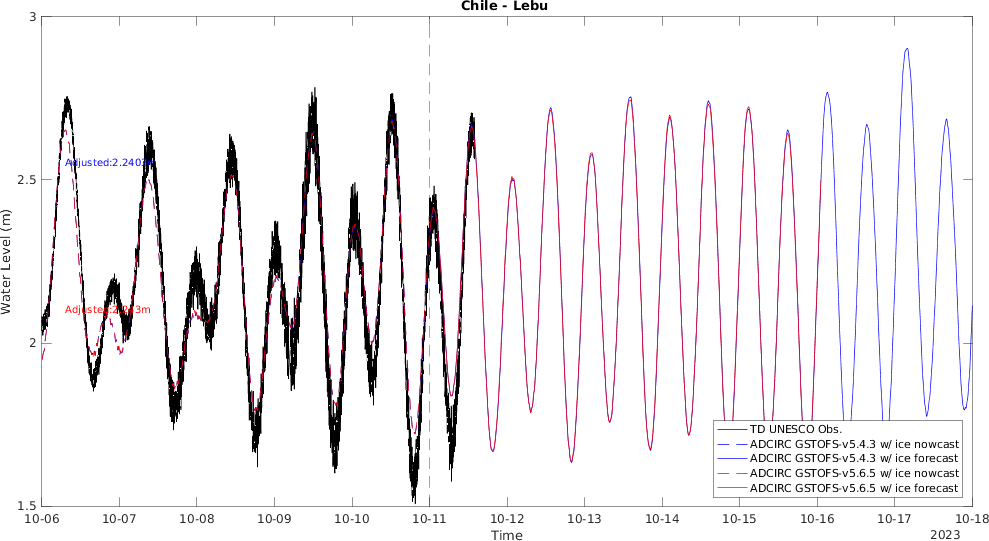 Chile - Lebu
3
2.5
2
1.5
Water Level (m)
Adjusted:2.2403
10-06
10-07
10-08
10-09
10-10
10-11
10-12
10-13
10-14
10-15
10-16
10-17
10-18
Time
2023
TD UNESCO Obs.
ADCIRC GSTOFS-v5.4.3 w/ ice nowcast
ADCIRC GSTOFS-v5.4.3 w/ ice forecast
ADCIRC GSTOFS-v5.6.5 w/ ice nowcast
ADCIRC GSTOFS-v5.6.5 w/ ice forecast